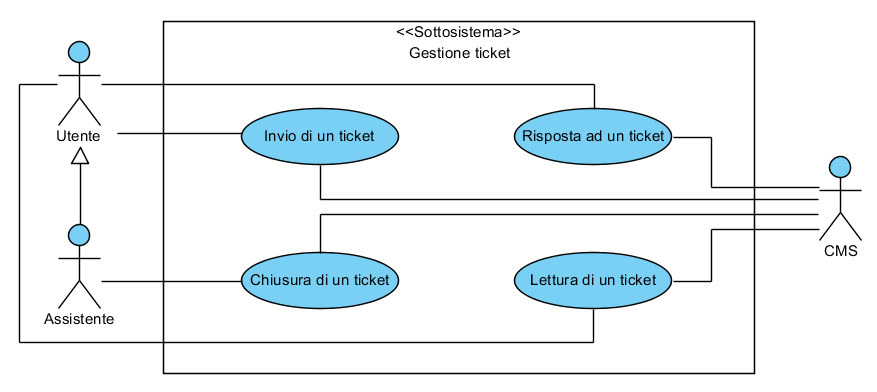 <<Sottosistema>>
Gestione ticket
Utente
Invio di un ticket
Risposta ad un ticket
CMS
Assistente
Chiusura di un ticket
Lettura di un ticket